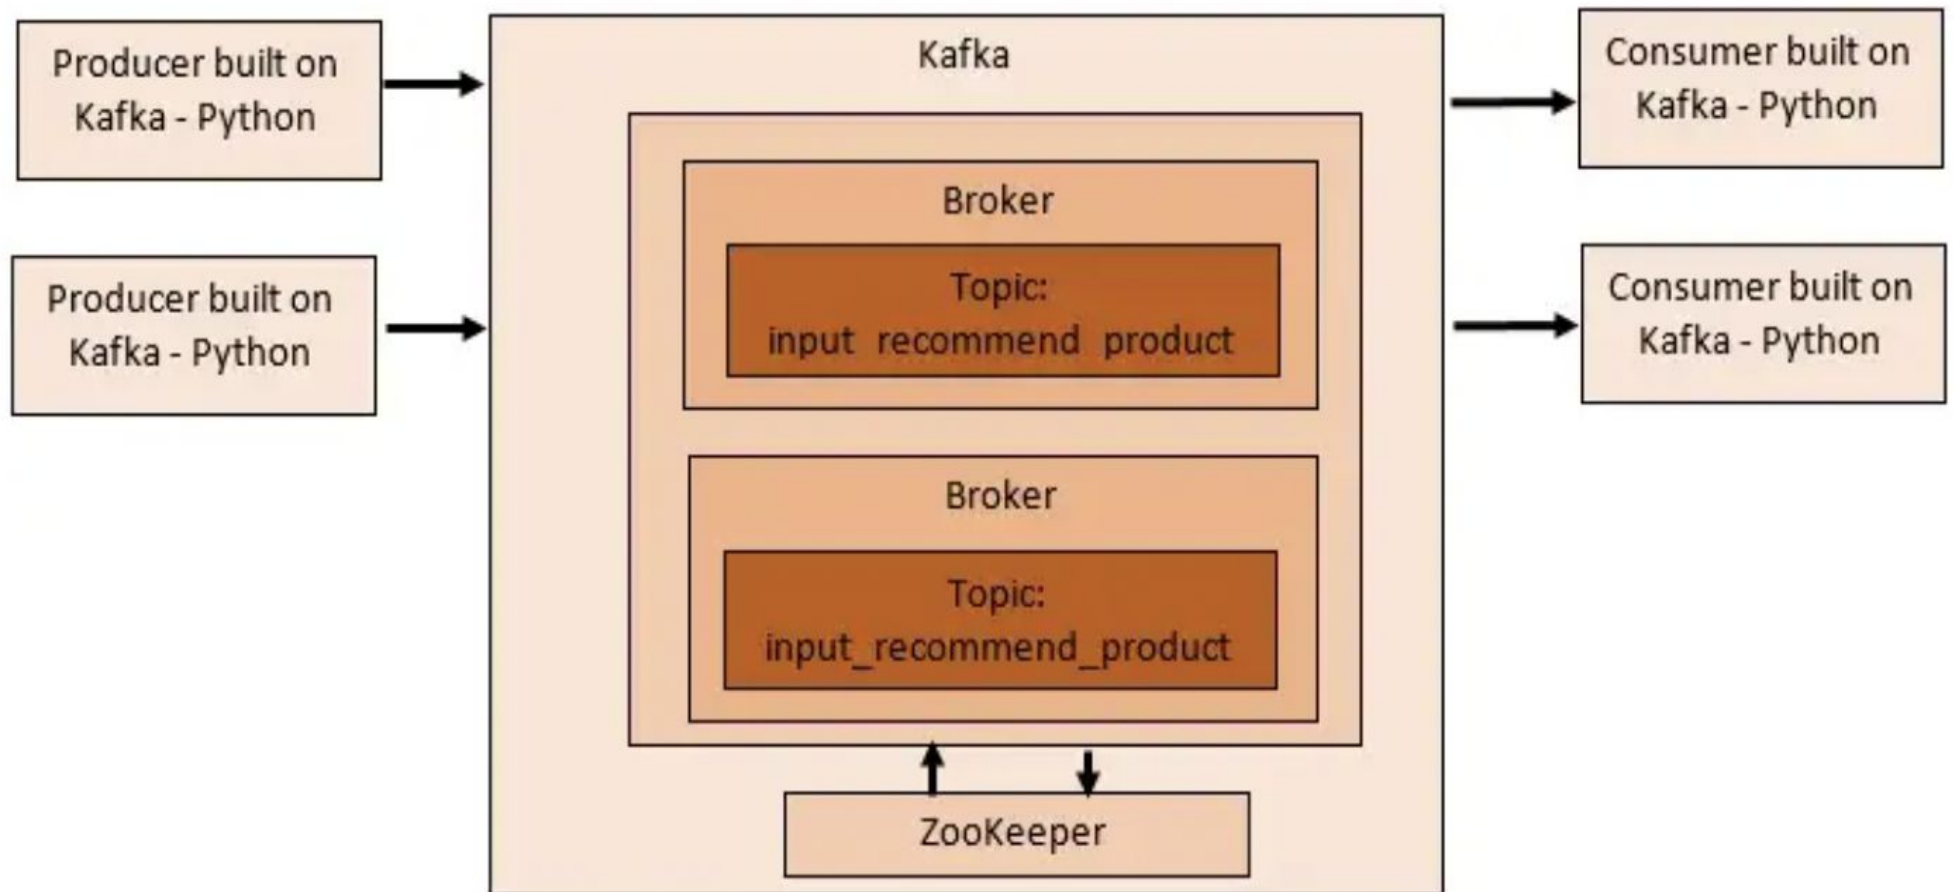 Producer built on
Kafka - Python
Producer built on
Kafka - Python
Kafka
Broker
Topic:
input recommend product
Broker
Topic:
input_recommend_product
ZooKeeper
Consumer built on
Kafka - Python
Consumer built on
Kafka - Python